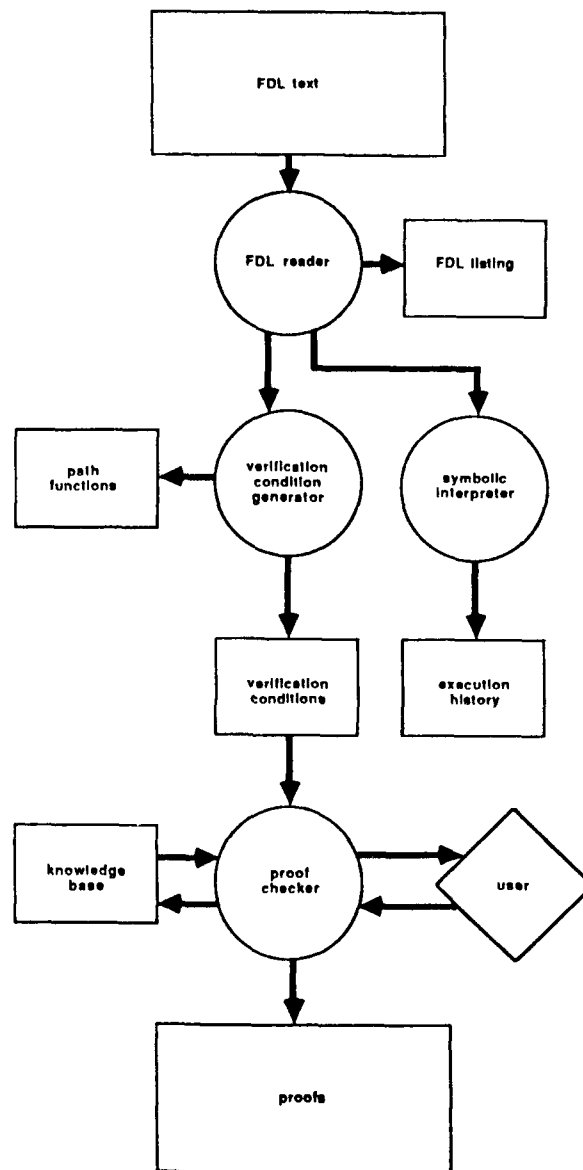 FDL text
FDL reader
FDL listing
path
functions
verification
condition
generator
symbolic
interpreter
verification
conditions
execution
history
knowledge
base
proof
checker
user
proofs